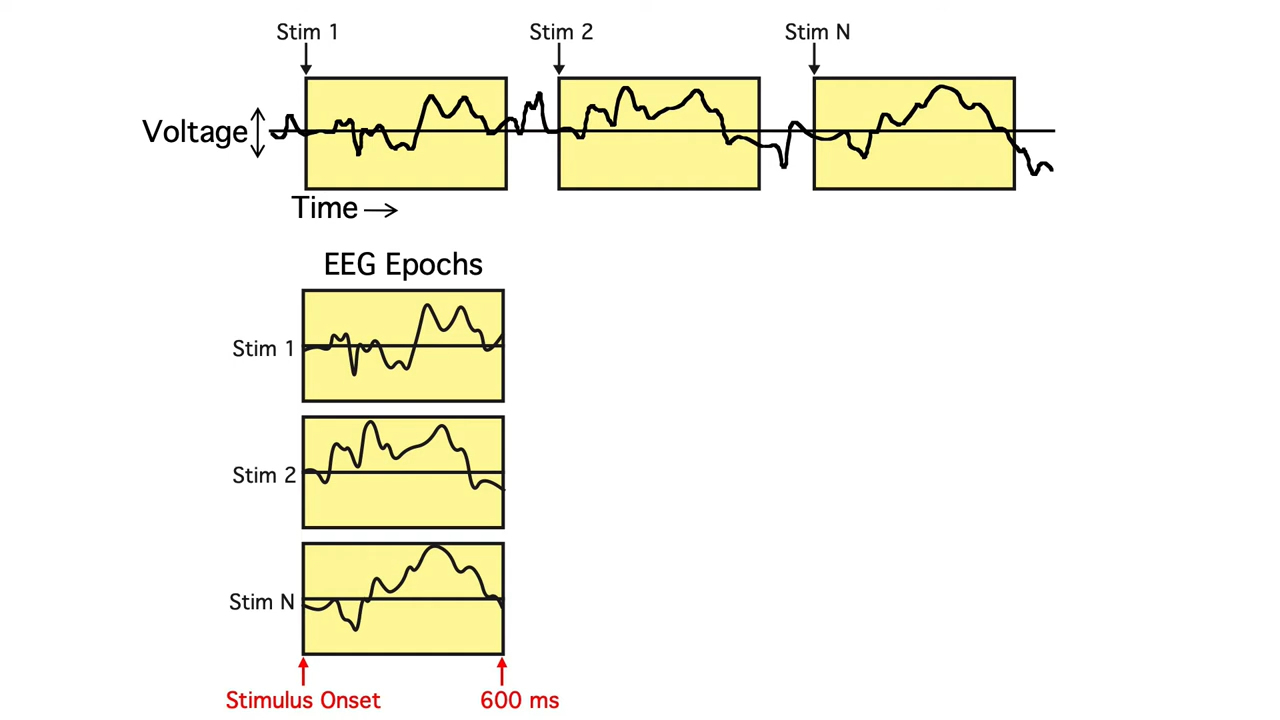 Stim 1
Stim 2
Stim N
Voltage
Time
EEG Epochs
Stim 1
Stim 2
Stim N
Stimulus Onset
600 ms